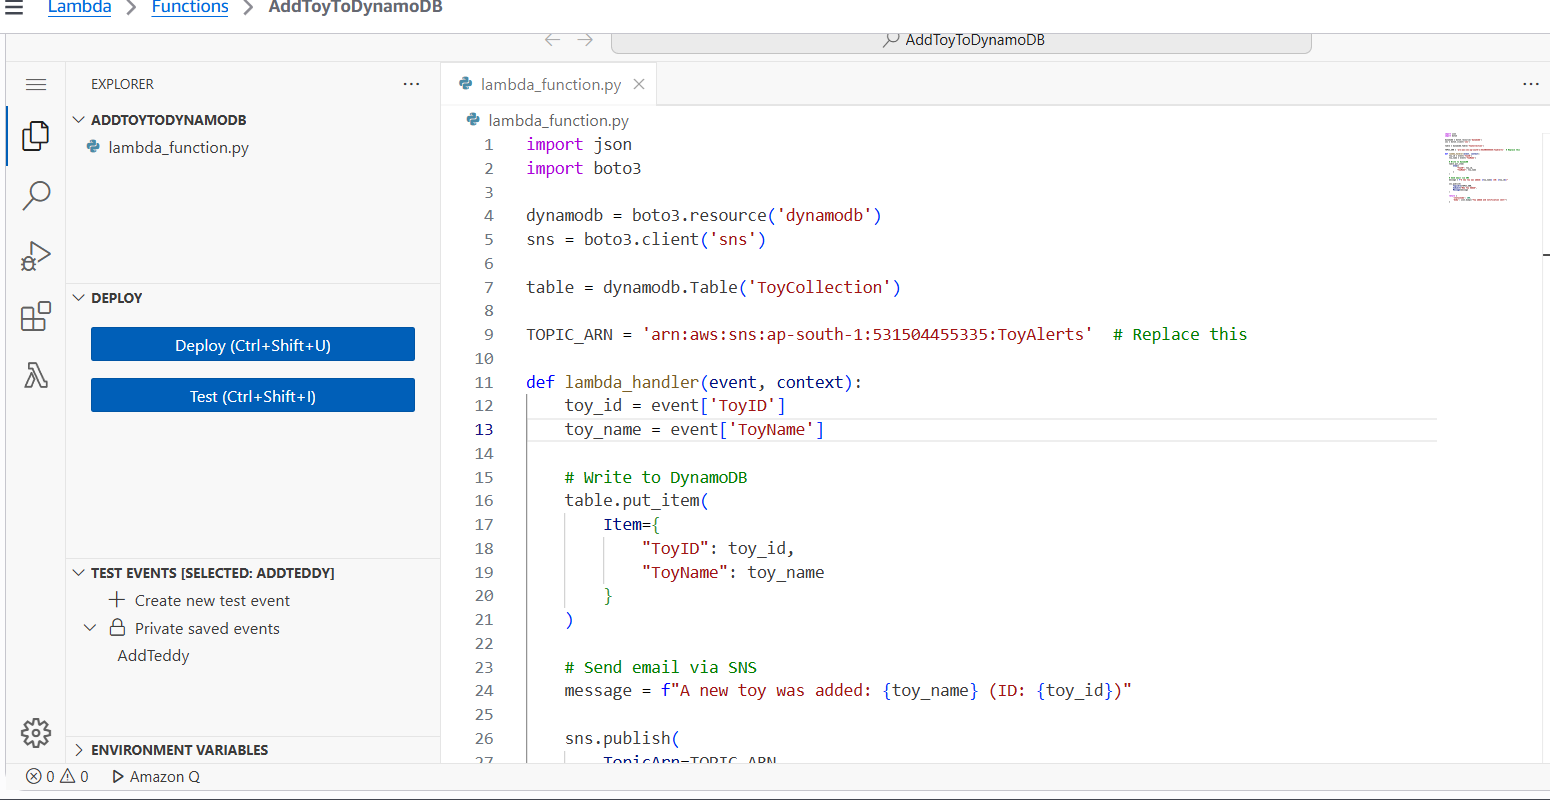 Lambda > Functions > AddToyToDynamoDB
AddToyToDynamoDB
EXPLORER ...
ADDTOYTODYNAMODB
lambda_function.py
DEPLOY
Deploy (Ctrl+Shift+U)
Test (Ctrl+Shift+I)
TEST EVENTS [SELECTED: ADDTEDDY]
Create new test event
Private saved events
AddTeddy
ENVIRONMENT VARIABLES
lambda_function.py
...
lambda_function.py
1 import json
2 import boto3
3
4 dynamodb = boto3.resource('dynamodb')
5 sns = boto3.client('sns')
6
7 table = dynamodb.Table('ToyCollection')
8
9 TOPIC_ARN = 'arn:aws:sns:ap-south-1:531504455335:ToyAlerts'  # Replace this
10
11 def lambda_handler(event, context):
12     toy_id = event['ToyID']
13     toy_name = event['ToyName']
14
15     # Write to DynamoDB
16     table.put_item(
17         Item={
18             "ToyID": toy_id,
19             "ToyName": toy_name
20         }
21     )
22
23     # Send email via SNS
24     message = f"A new toy was added: {toy_name} (ID: {toy_id})"
25
26     sns.publish(
27         TopicArn=TOPIC_ARN
0 0 Amazon Q